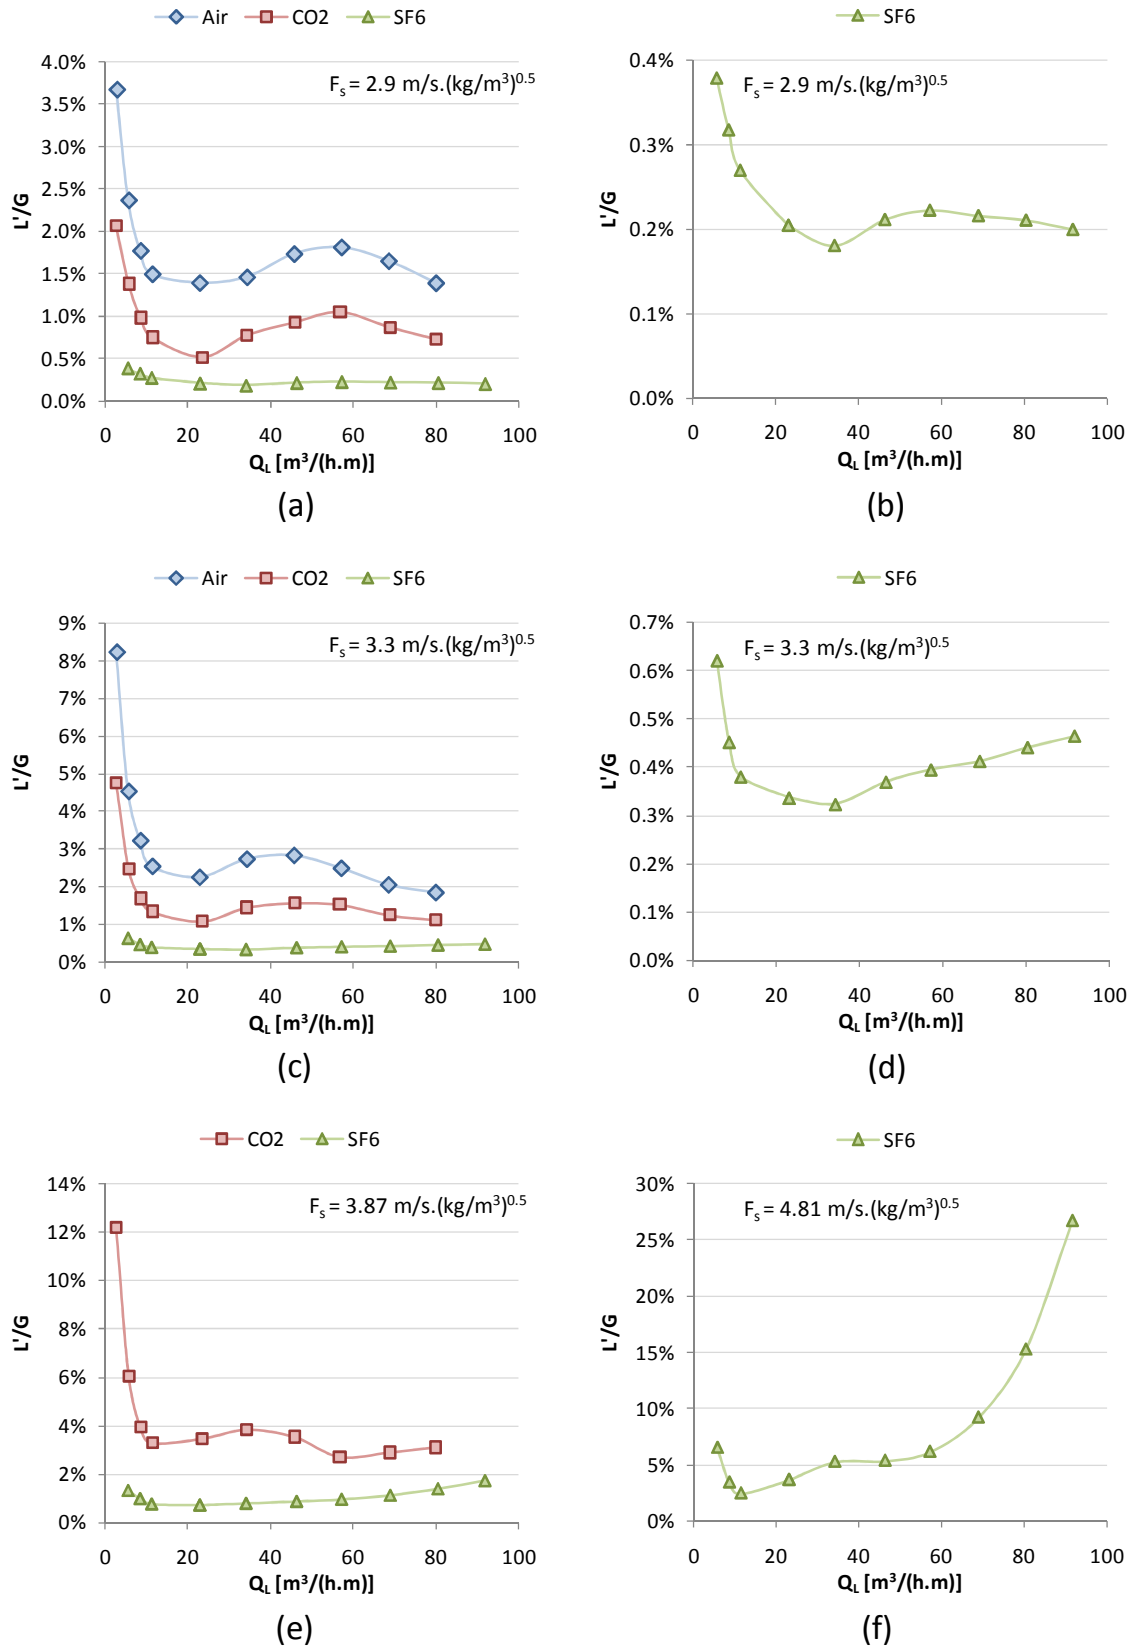 Air CO2 SF6
F_s = 2.9 m/s.(kg/m³)^0.5
4.0%
3.5%
3.0%
2.5%
2.0%
1.5%
1.0%
0.5%
0.0%
L'/G
0 20 40 60 80 100
Q_L [m³/(h.m)]
(a)
SF6
F_s = 2.9 m/s.(kg/m³)^0.5
0.4%
0.3%
0.2%
0.1%
0.0%
L'/G
0 20 40 60 80 100
Q_L [m³/(h.m)]
(b)
Air CO2 SF6
F_s = 3.3 m/s.(kg/m³)^0.5
9%
8%
7%
6%
5%
4%
3%
2%
1%
0%
L'/G
0 20 40 60 80 100
Q_L [m³/(h.m)]
(c)
SF6
F_s = 3.3 m/s.(kg/m³)^0.5
0.7%
0.6%
0.5%
0.4%
0.3%
0.2%
0.1%
0.0%
L'/G
0 20 40 60 80 100
Q_L [m³/(h.m)]
(d)
CO2 SF6
F_s = 3.87 m/s.(kg/m³)^0.5
14%
12%
10%
8%
6%
4%
2%
0%
L'/G
0 20 40 60 80 100
Q_L [m³/(h.m)]
(e)
SF6
F_s = 4.81 m/s.(kg/m³)^0.5
30%
25%
20%
15%
10%
5%
0%
L'/G
0 20 40 60 80 100
Q_L [m³/(h.m)]
(f)